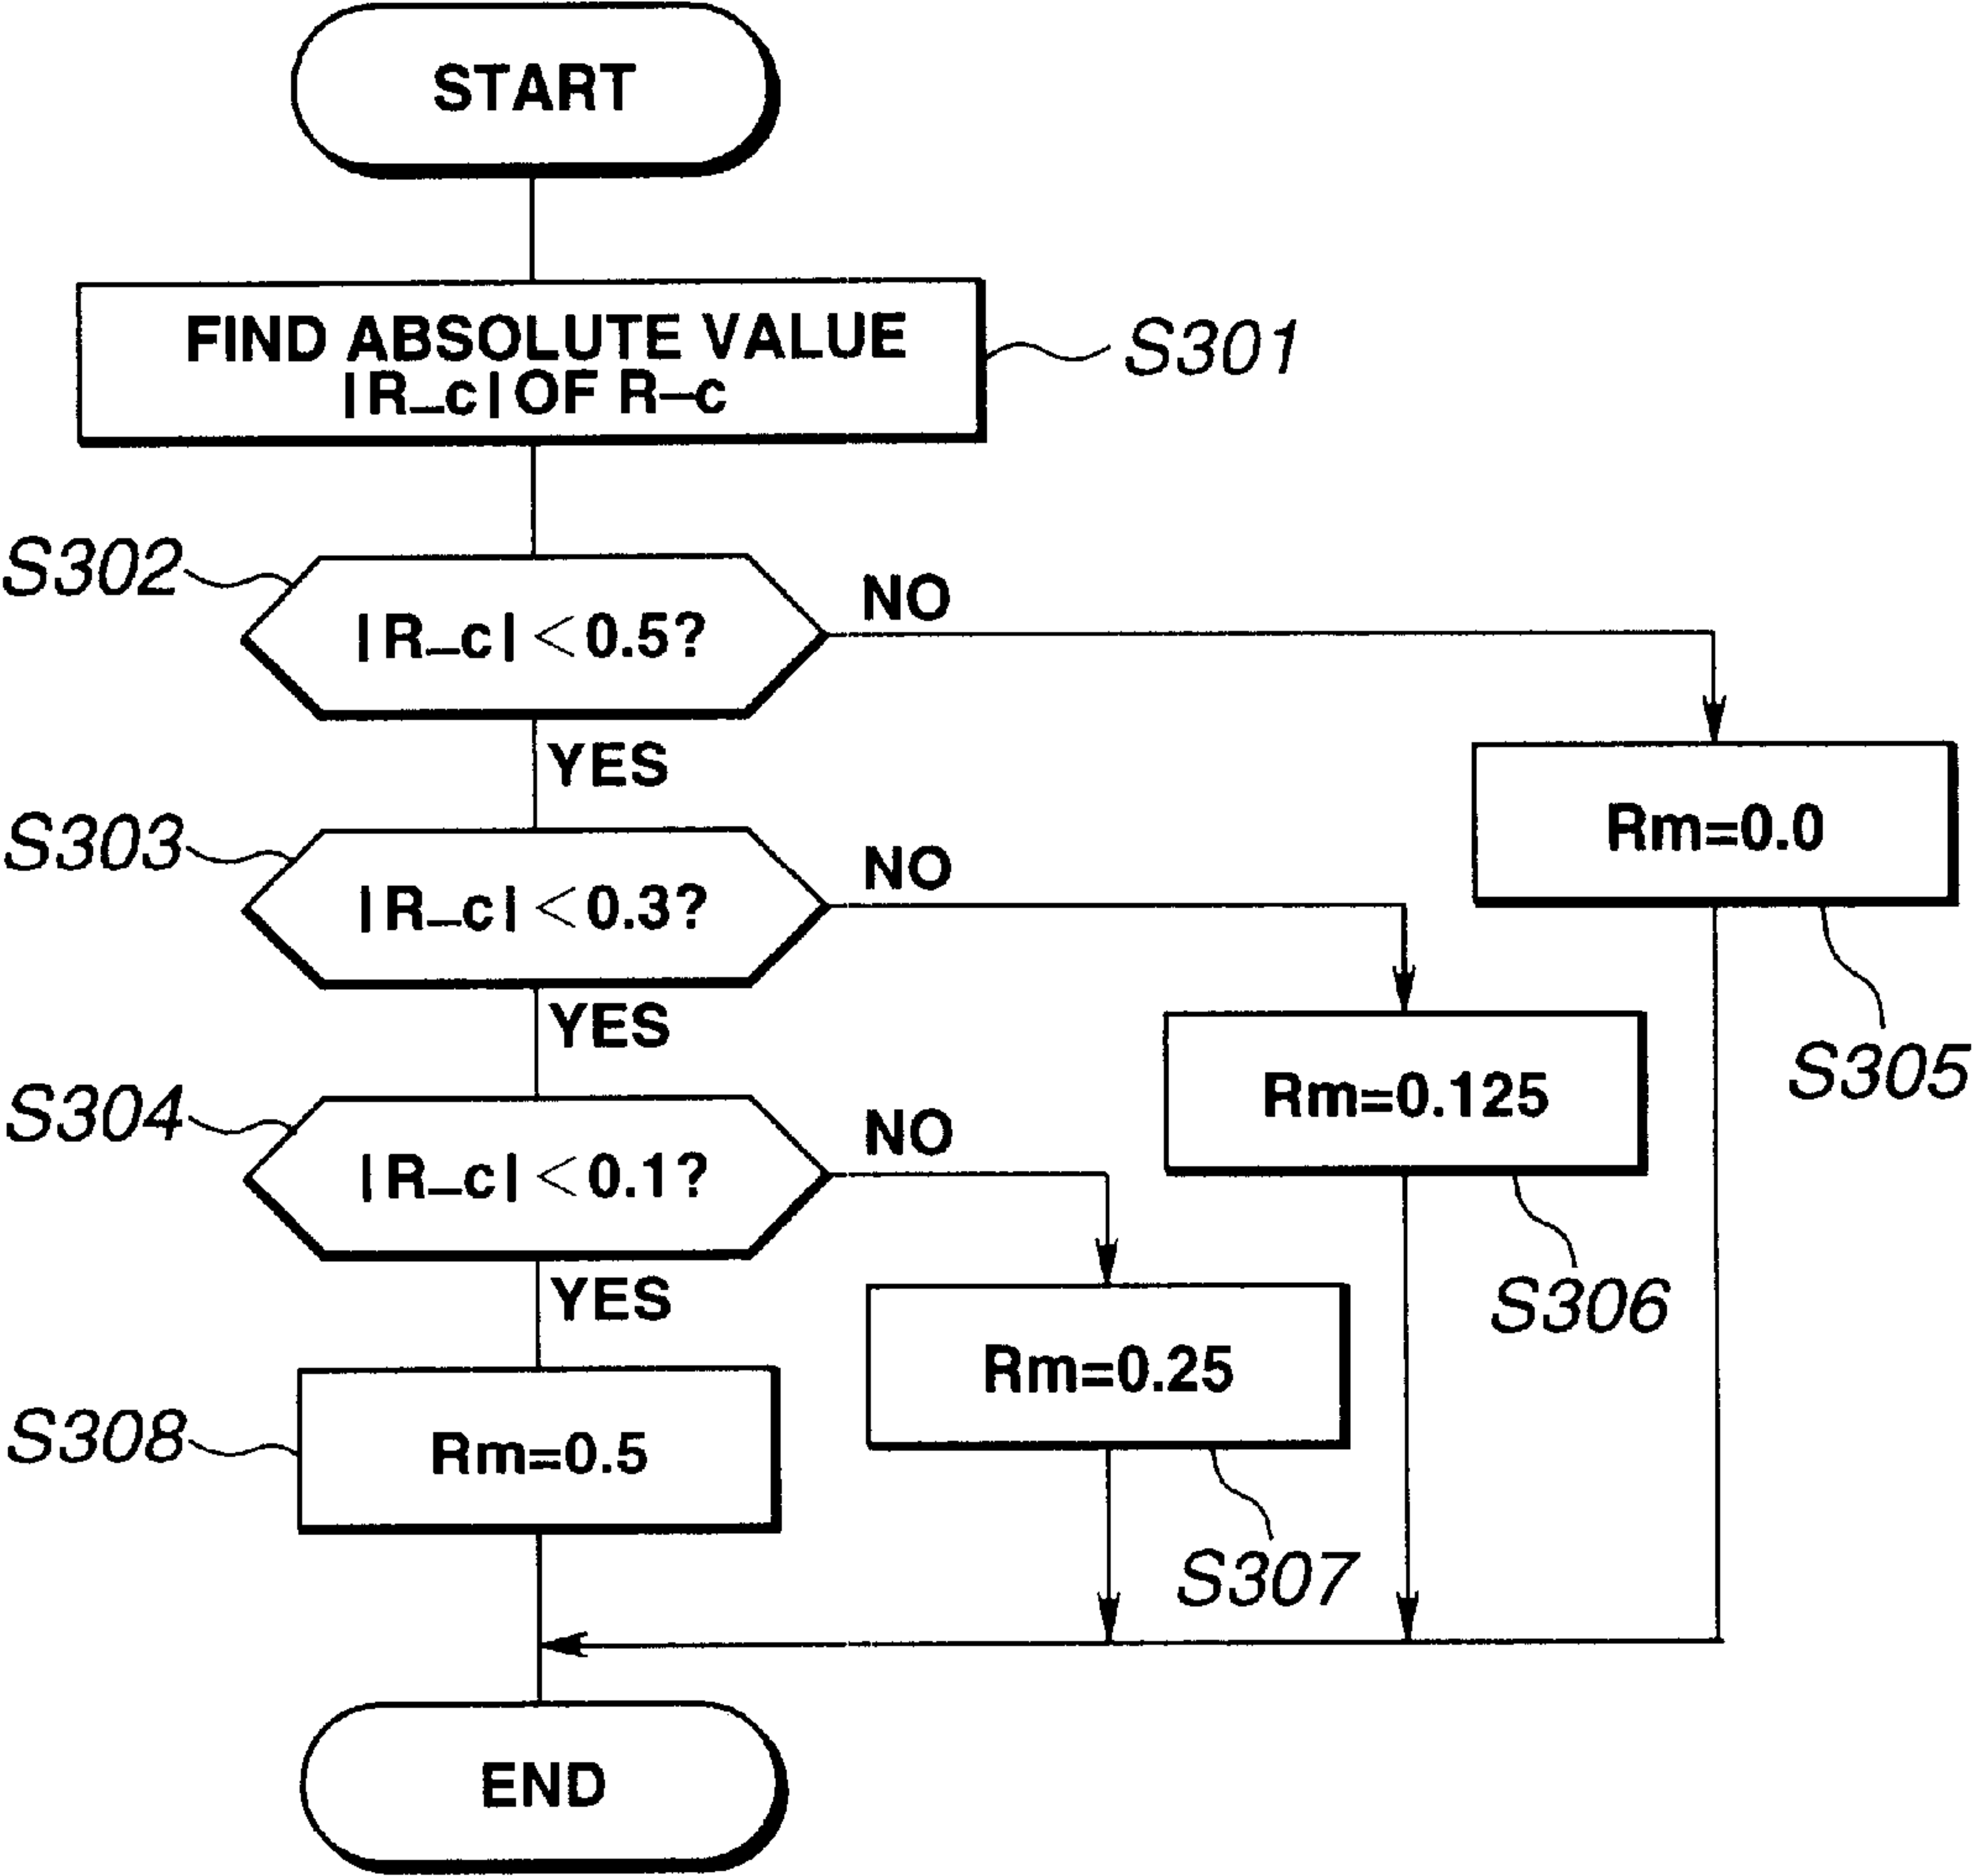 START
FIND ABSOLUTE VALUE
|R_c| OF R–c
S301
S302
|R_c| < 0.5?
NO
YES
Rm=0.0
S305
S303
|R_c| < 0.3?
NO
YES
Rm=0.125
S306
S304
|R_c| < 0.1?
NO
YES
Rm=0.25
S307
S308
Rm=0.5
END